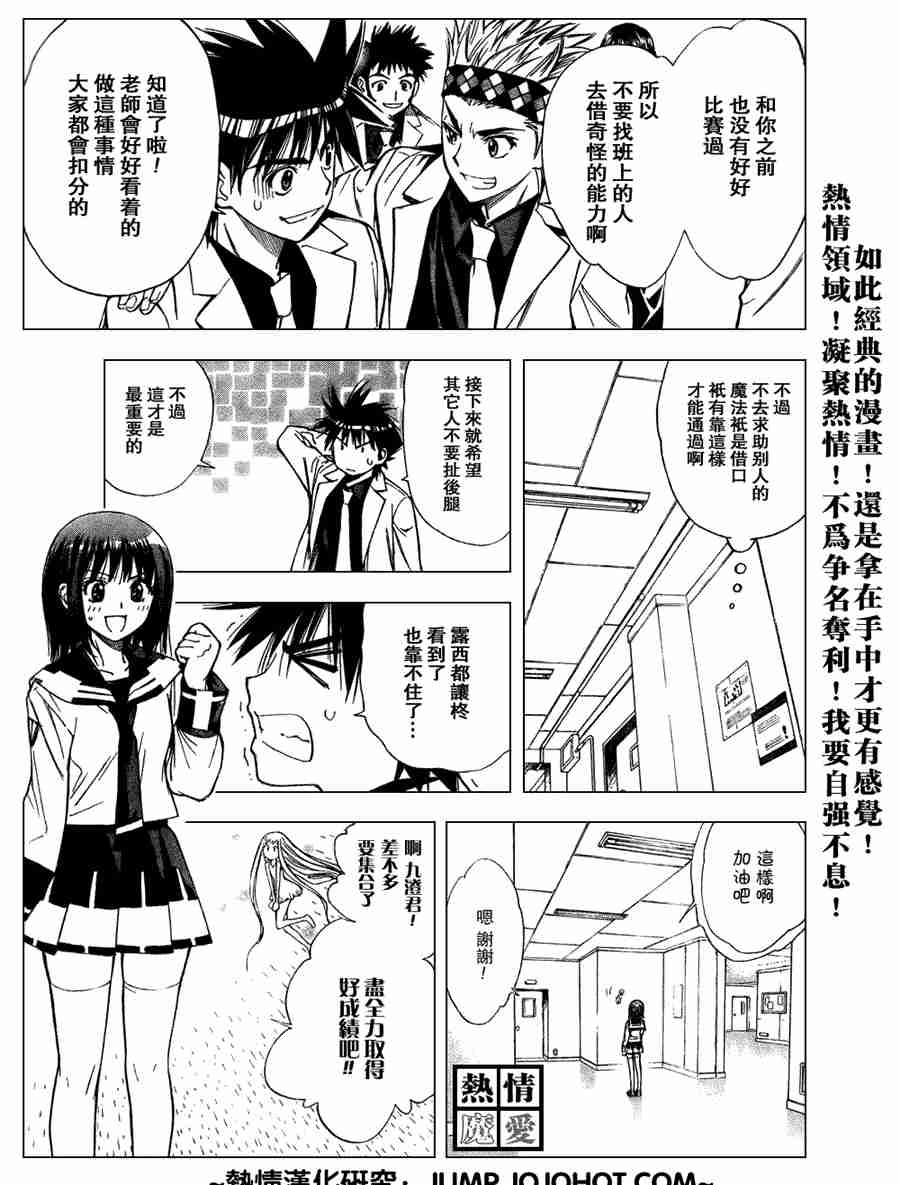 和你之前
也没有好好
比賽過
所以
不要找班上的人
去借奇怪的能力啊
知道了啦！
老師會好好看着的
做這種事情
大家都會扣分的
不過
不去求助别人的
魔法衹是借口
衹有靠這樣
才能通過啊
接下來就希望
其它人不要扯後腿
不過
這才是
最重要的
露西都讓柊
看到了
也靠不住了…
這樣啊
加油吧
嗯 謝謝！
啊 九澄君！
差不多
要集合了
盡全力取得
好成績吧!!
如此經典的漫畫！還是拿在手中才更有感覺！
熱情領域！凝聚熱情！不爲争名奪利！我要自强不息！
熱情
魔愛
~熱情漢化研究：JUMP.JOJOHOT.COM~